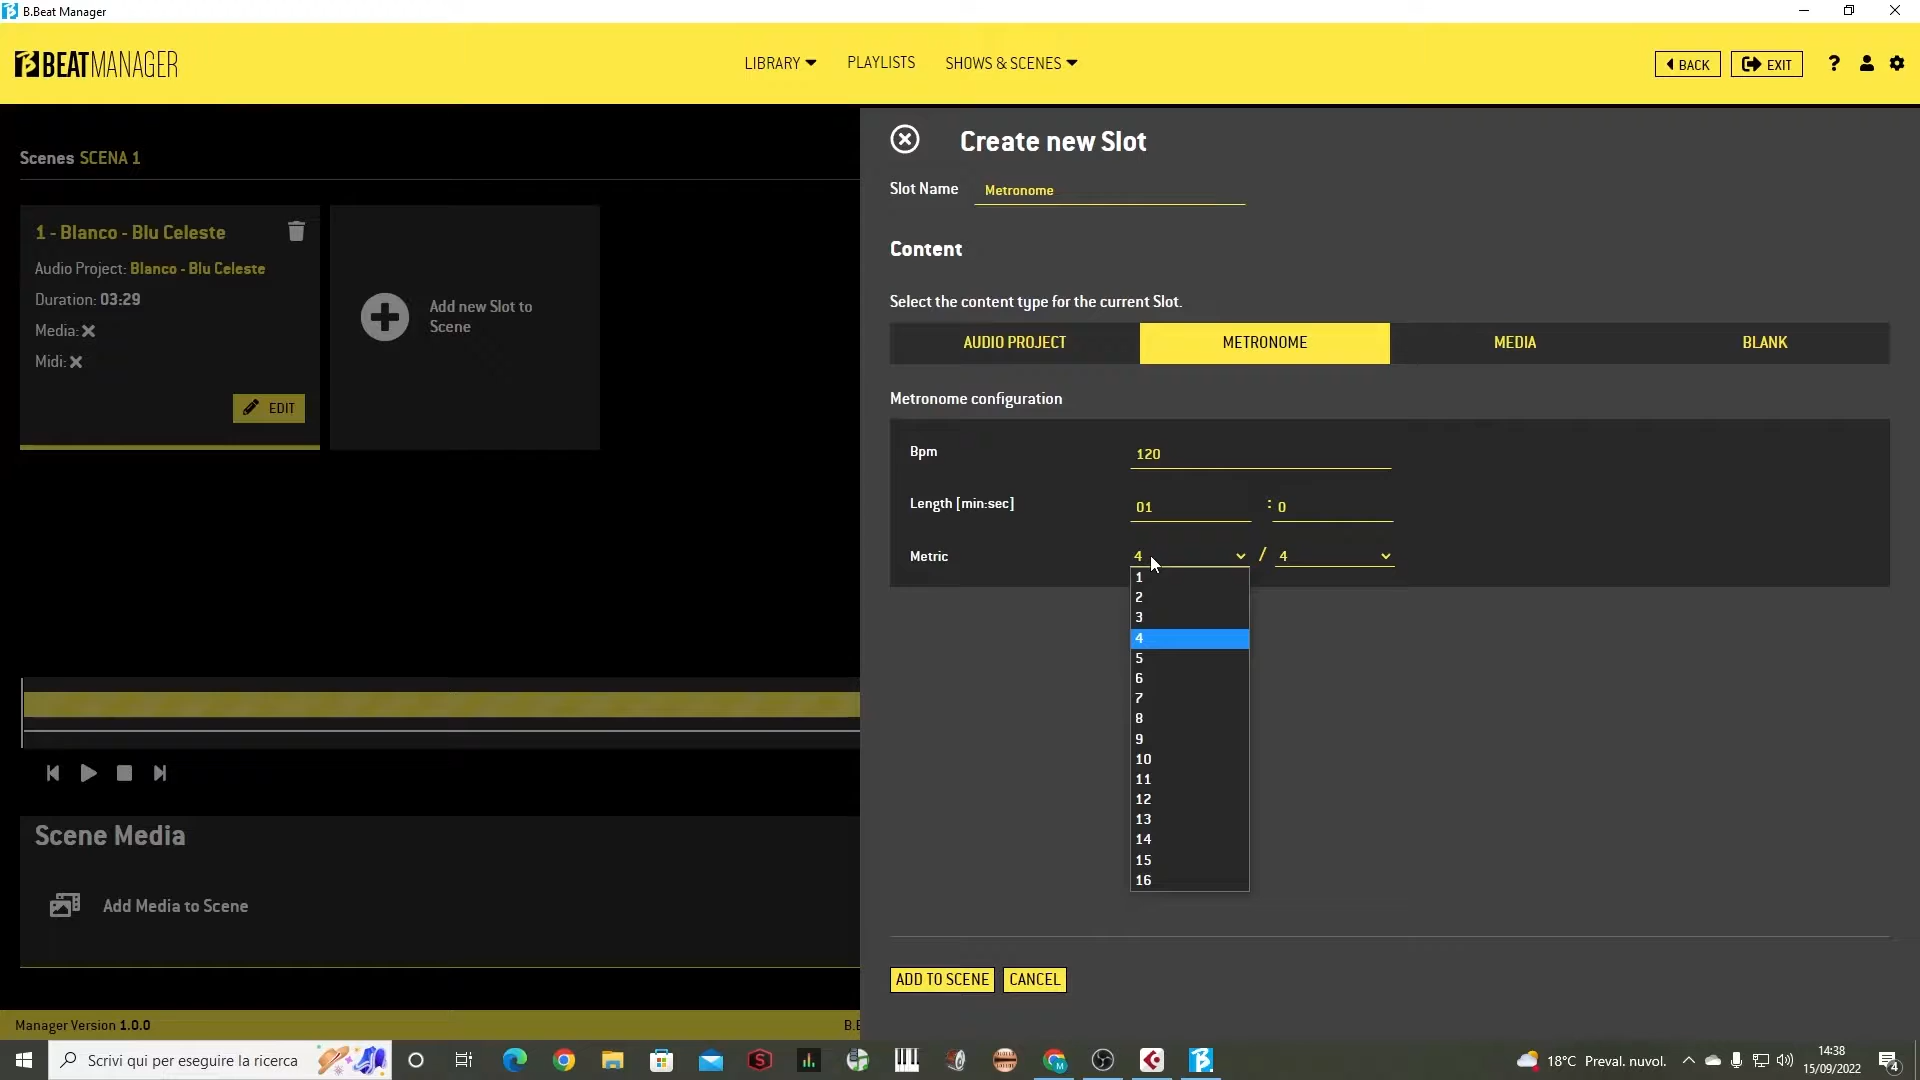 B.Beat Manager
BEATMANAGER
LIBRARY
PLAYLISTS
SHOWS & SCENES
BACK
EXIT
?
Scenes SCENA 1
1 - Blanco - Blu Celeste
Audio Project: Blanco - Blu Celeste
Duration: 03:29
Media:
Midi:
EDIT
Add new Slot to
Scene
Scene Media
Add Media to Scene
Manager Version 1.0.0
Create new Slot
Slot Name Metronome
Content
Select the content type for the current Slot.
AUDIO PROJECT
METRONOME
MEDIA
BLANK
Metronome configuration
Bpm 120
Length [min:sec] 01 : 0
Metric 4 / 4
1
2
3
4
5
6
7
8
9
10
11
12
13
14
15
16
ADD TO SCENE
CANCEL
Scrivi qui per eseguire la ricerca
18°C Preval. nuvol.
14:38
15/09/2022
4